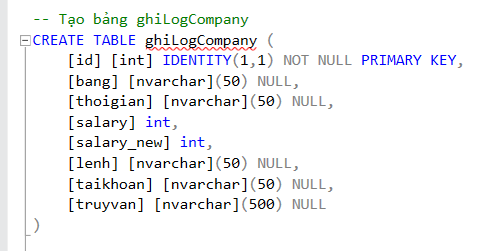 -- Tạo bảng ghiLogCompany
CREATE TABLE ghiLogCompany (
[id] [int] IDENTITY(1,1) NOT NULL PRIMARY KEY,
[bang] [nvarchar](50) NULL,
[thoigian] [nvarchar](50) NULL,
[salary] int,
[salary_new] int,
[lenh] [nvarchar](50) NULL,
[taikhoan] [nvarchar](50) NULL,
[truyvan] [nvarchar](500) NULL
)